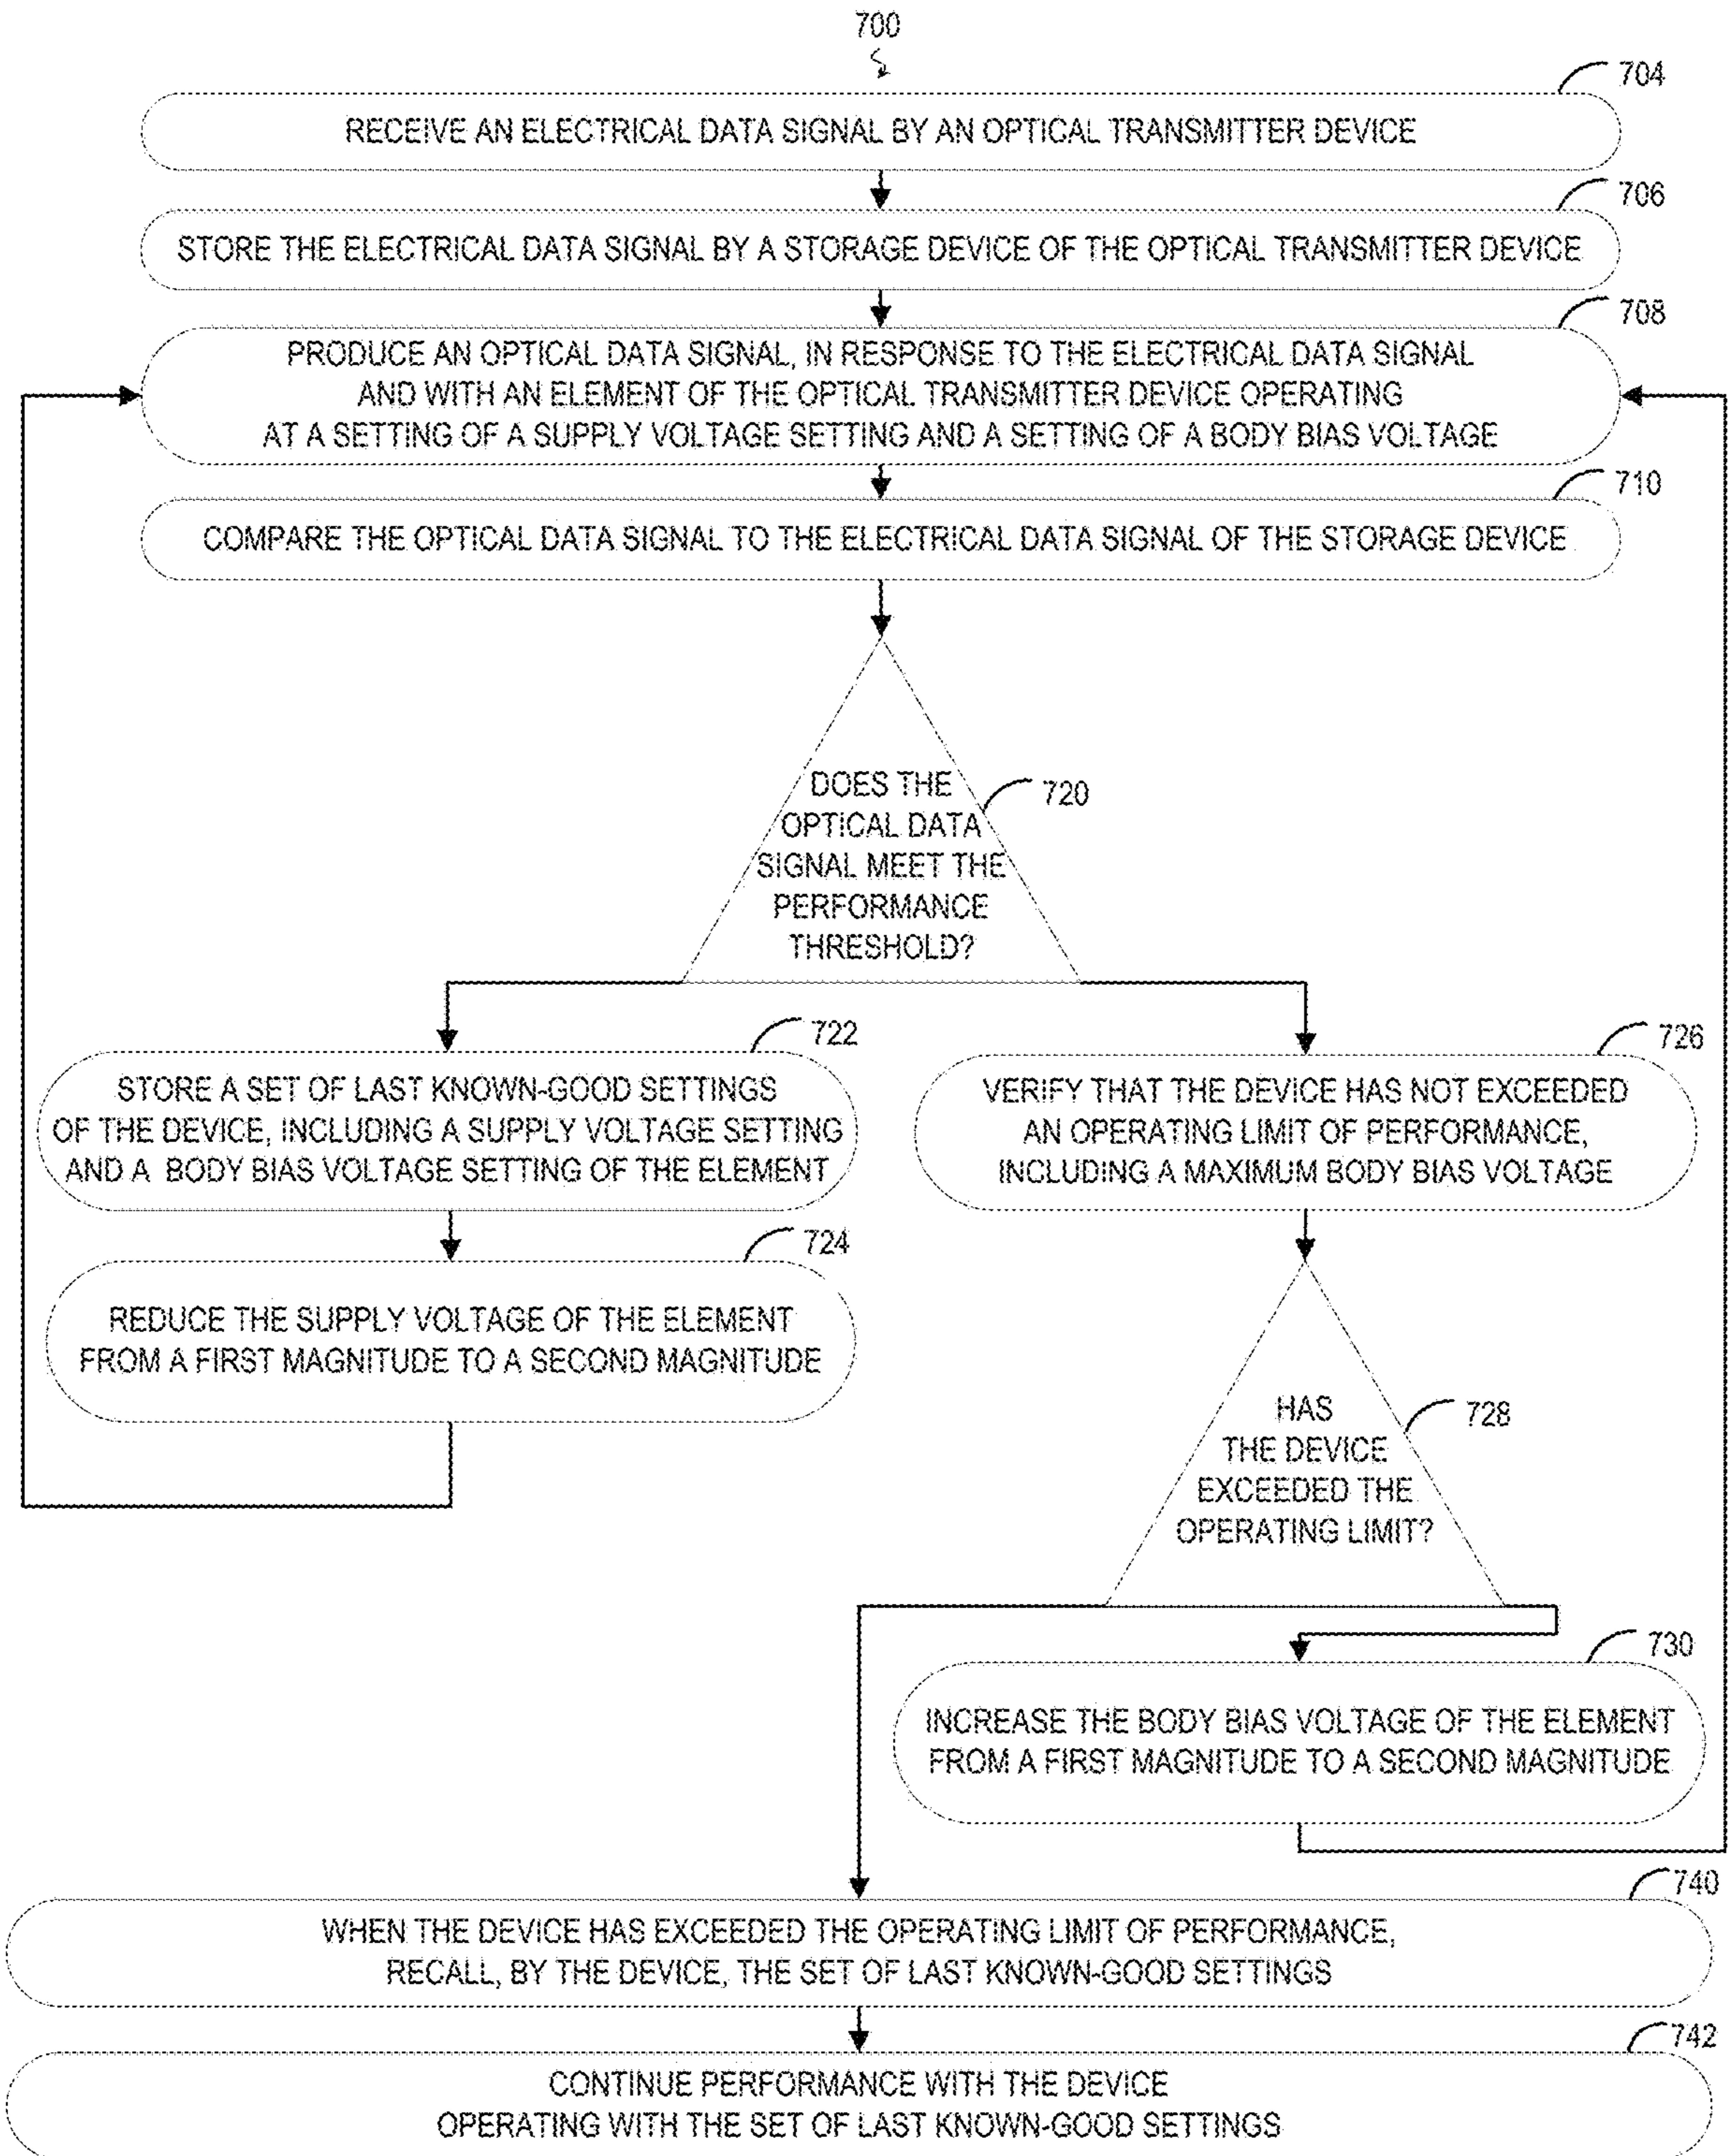 700
704
RECEIVE AN ELECTRICAL DATA SIGNAL BY AN OPTICAL TRANSMITTER DEVICE
706
STORE THE ELECTRICAL DATA SIGNAL BY A STORAGE DEVICE OF THE OPTICAL TRANSMITTER DEVICE
708
PRODUCE AN OPTICAL DATA SIGNAL, IN RESPONSE TO THE ELECTRICAL DATA SIGNAL
AND WITH AN ELEMENT OF THE OPTICAL TRANSMITTER DEVICE OPERATING
AT A SETTING OF A SUPPLY VOLTAGE SETTING AND A SETTING OF A BODY BIAS VOLTAGE
710
COMPARE THE OPTICAL DATA SIGNAL TO THE ELECTRICAL DATA SIGNAL OF THE STORAGE DEVICE
720
DOES THE
OPTICAL DATA
SIGNAL MEET THE
PERFORMANCE
THRESHOLD?
722
STORE A SET OF LAST KNOWN-GOOD SETTINGS
OF THE DEVICE, INCLUDING A SUPPLY VOLTAGE SETTING
AND A BODY BIAS VOLTAGE SETTING OF THE ELEMENT
724
REDUCE THE SUPPLY VOLTAGE OF THE ELEMENT
FROM A FIRST MAGNITUDE TO A SECOND MAGNITUDE
726
VERIFY THAT THE DEVICE HAS NOT EXCEEDED
AN OPERATING LIMIT OF PERFORMANCE,
INCLUDING A MAXIMUM BODY BIAS VOLTAGE
728
HAS
THE DEVICE
EXCEEDED THE
OPERATING LIMIT?
730
INCREASE THE BODY BIAS VOLTAGE OF THE ELEMENT
FROM A FIRST MAGNITUDE TO A SECOND MAGNITUDE
740
WHEN THE DEVICE HAS EXCEEDED THE OPERATING LIMIT OF PERFORMANCE,
RECALL, BY THE DEVICE, THE SET OF LAST KNOWN-GOOD SETTINGS
742
CONTINUE PERFORMANCE WITH THE DEVICE
OPERATING WITH THE SET OF LAST KNOWN-GOOD SETTINGS